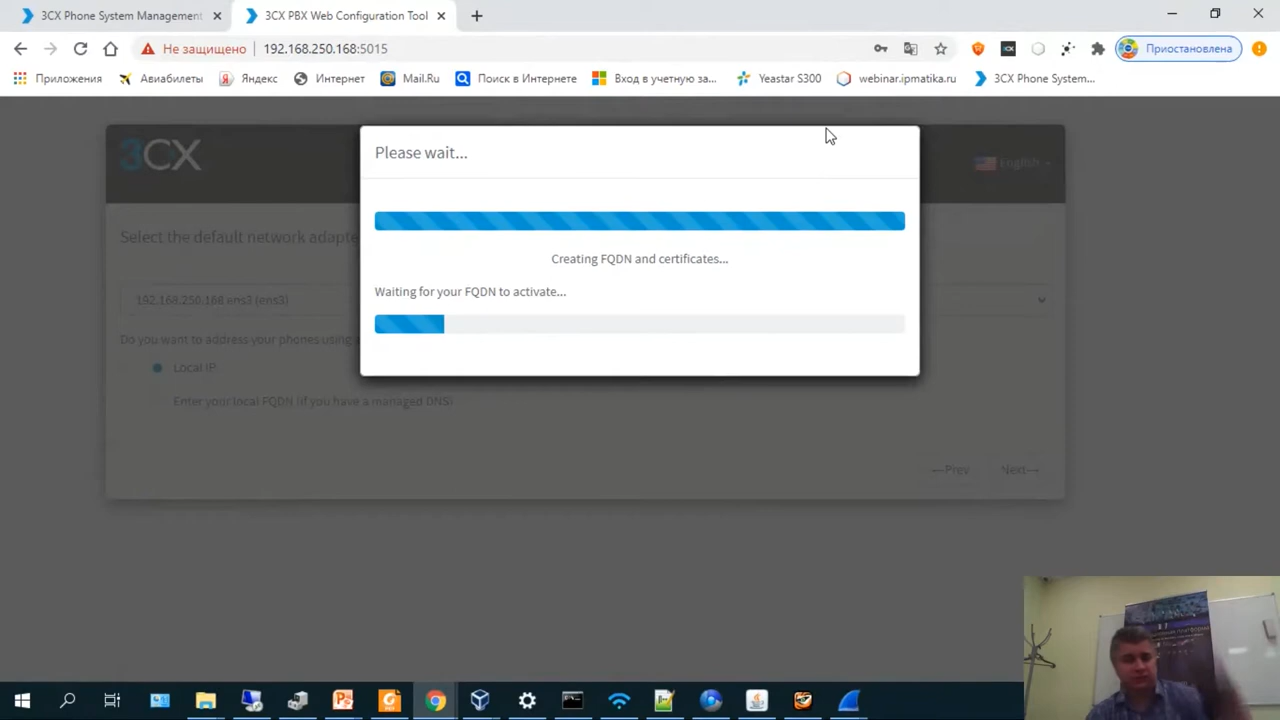 3CX Phone System Management
3CX PBX Web Configuration Tool
Не защищено
192.168.250.168:5015
Приостановлена
Приложения
Авиабилеты
Яндекс
Интернет
Mail.Ru
Поиск в Интернете
Вход в учетную за...
Yeastar S300
webinar.ipmatika.ru
3CX Phone System...
3CX
English
Please wait...
Creating FQDN and certificates...
Waiting for your FQDN to activate...
Select the default network adapte
192.168.250.168 ens3 (ens3)
Do you want to address your phones using
Local IP
Enter your local FQDN (if you have a managed DNS)
Prev
Next